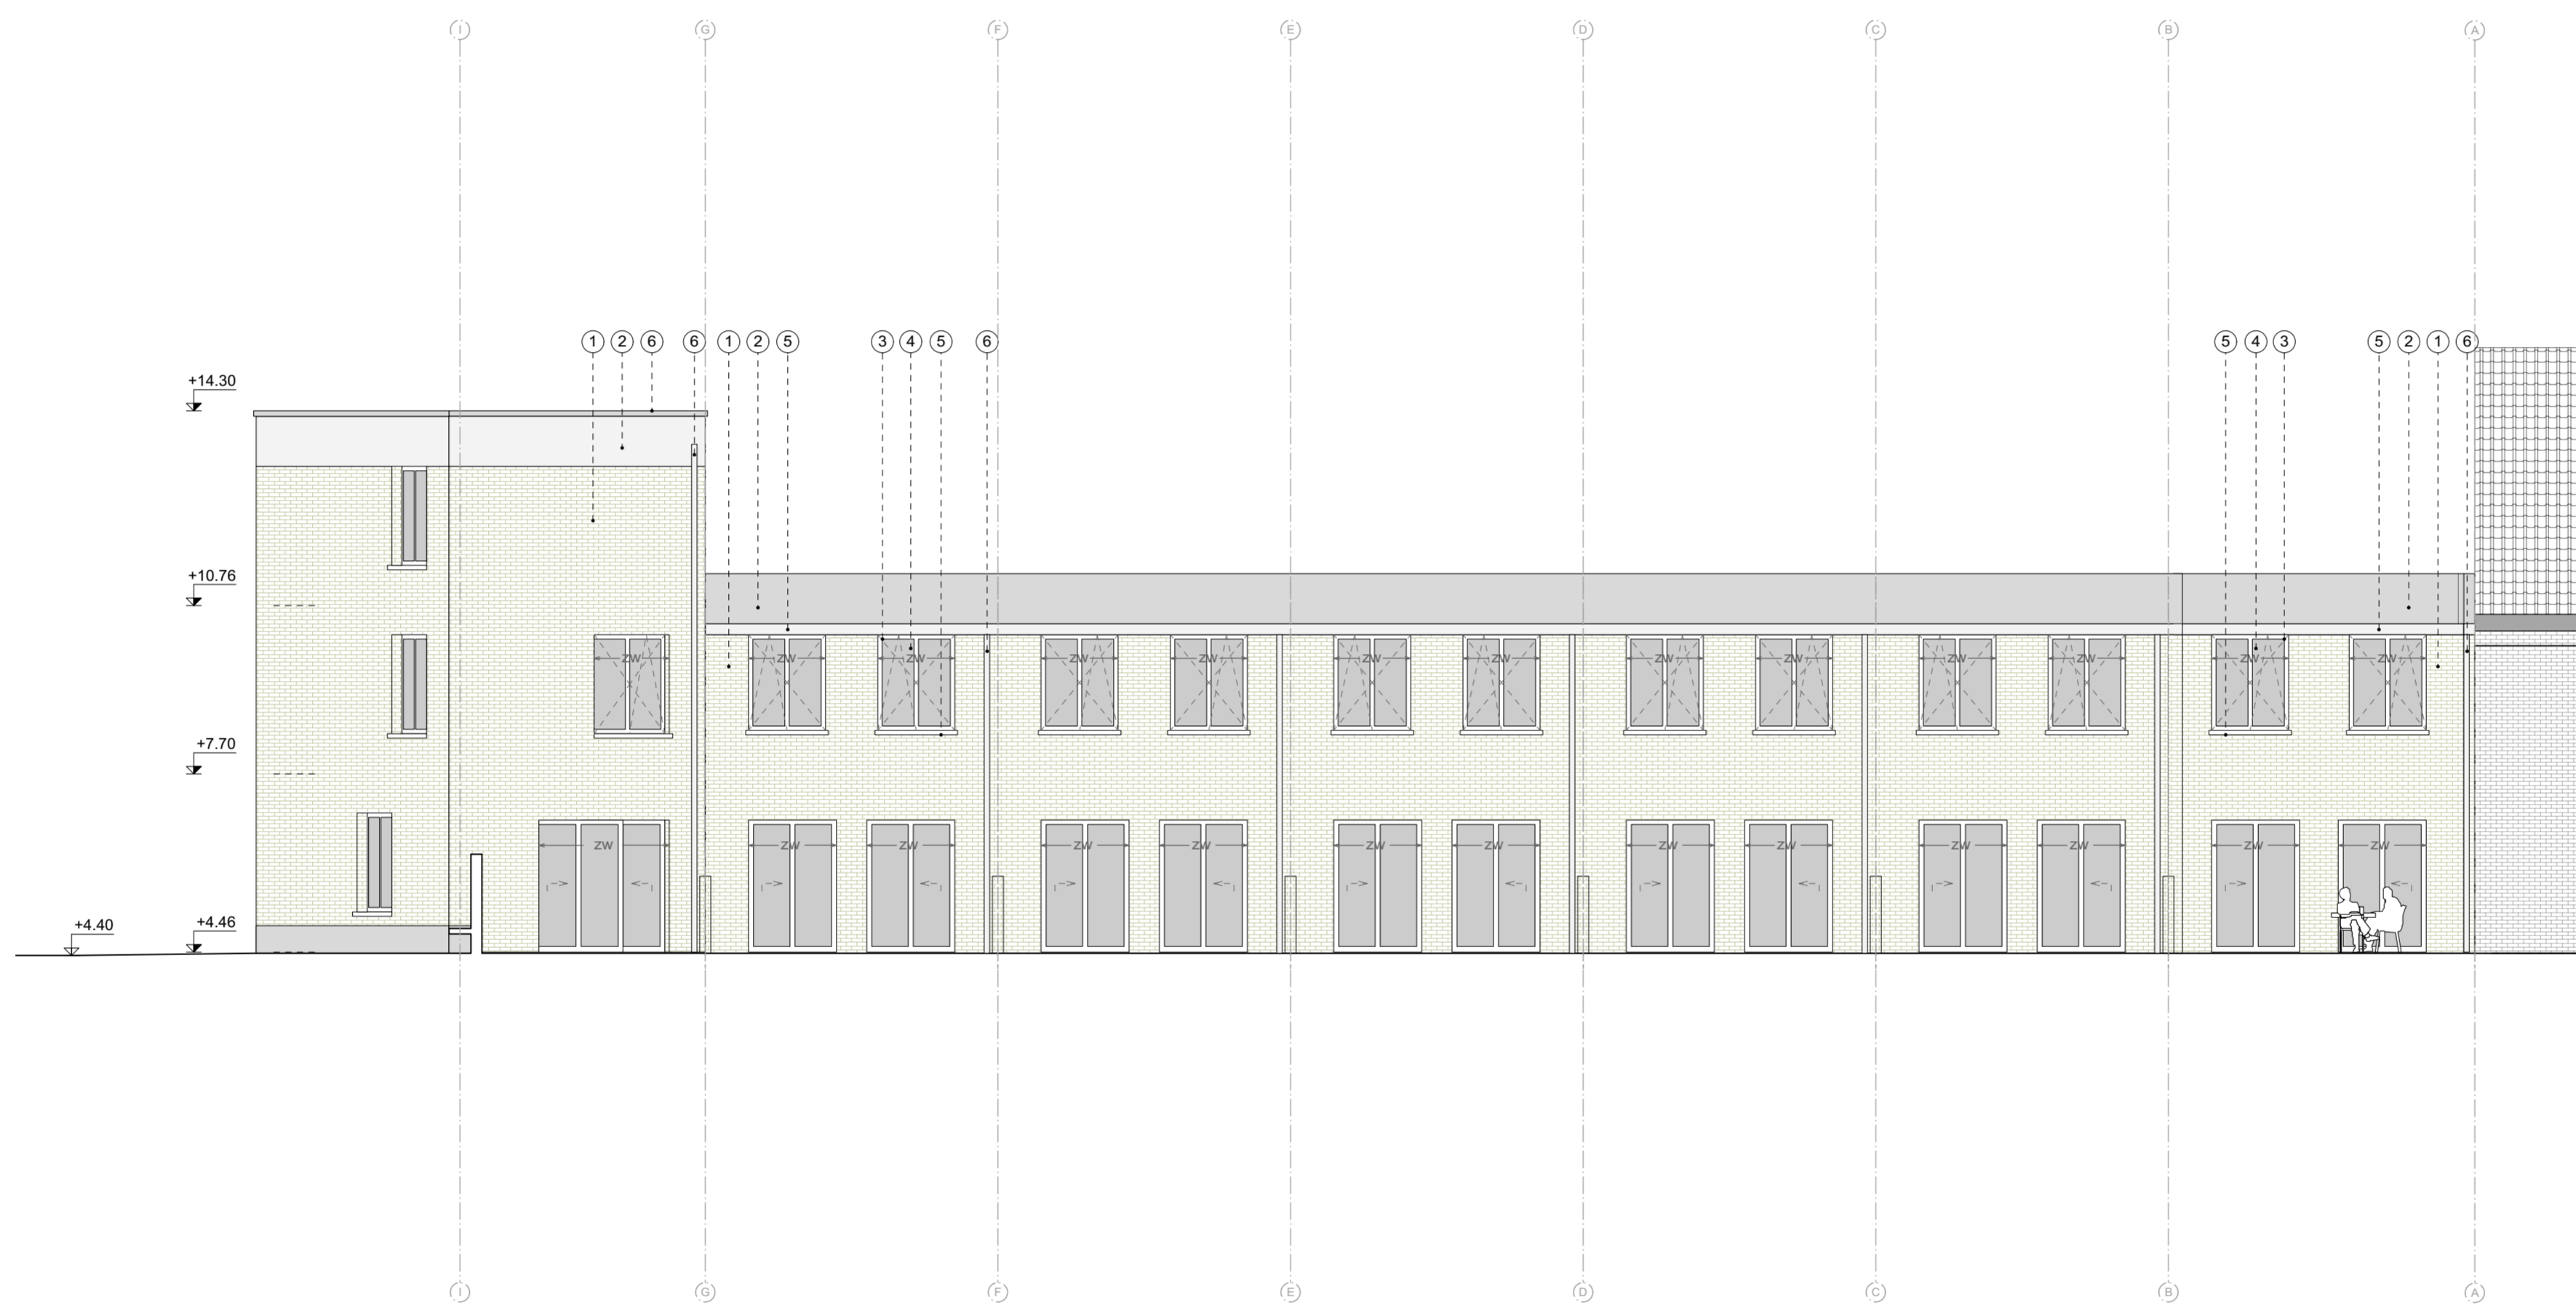 I G F E D C B A
1 2 6 6 1 2 5 3 4 5 6 5 4 3 5 2 1 6
+14.30
+10.76
ZW ZW ZW ZW ZW ZW ZW ZW ZW ZW ZW ZW ZW
+7.70
ZW ZW ZW ZW ZW ZW ZW ZW ZW ZW ZW ZW ZW
+4.40 +4.46
I G F E D C B A